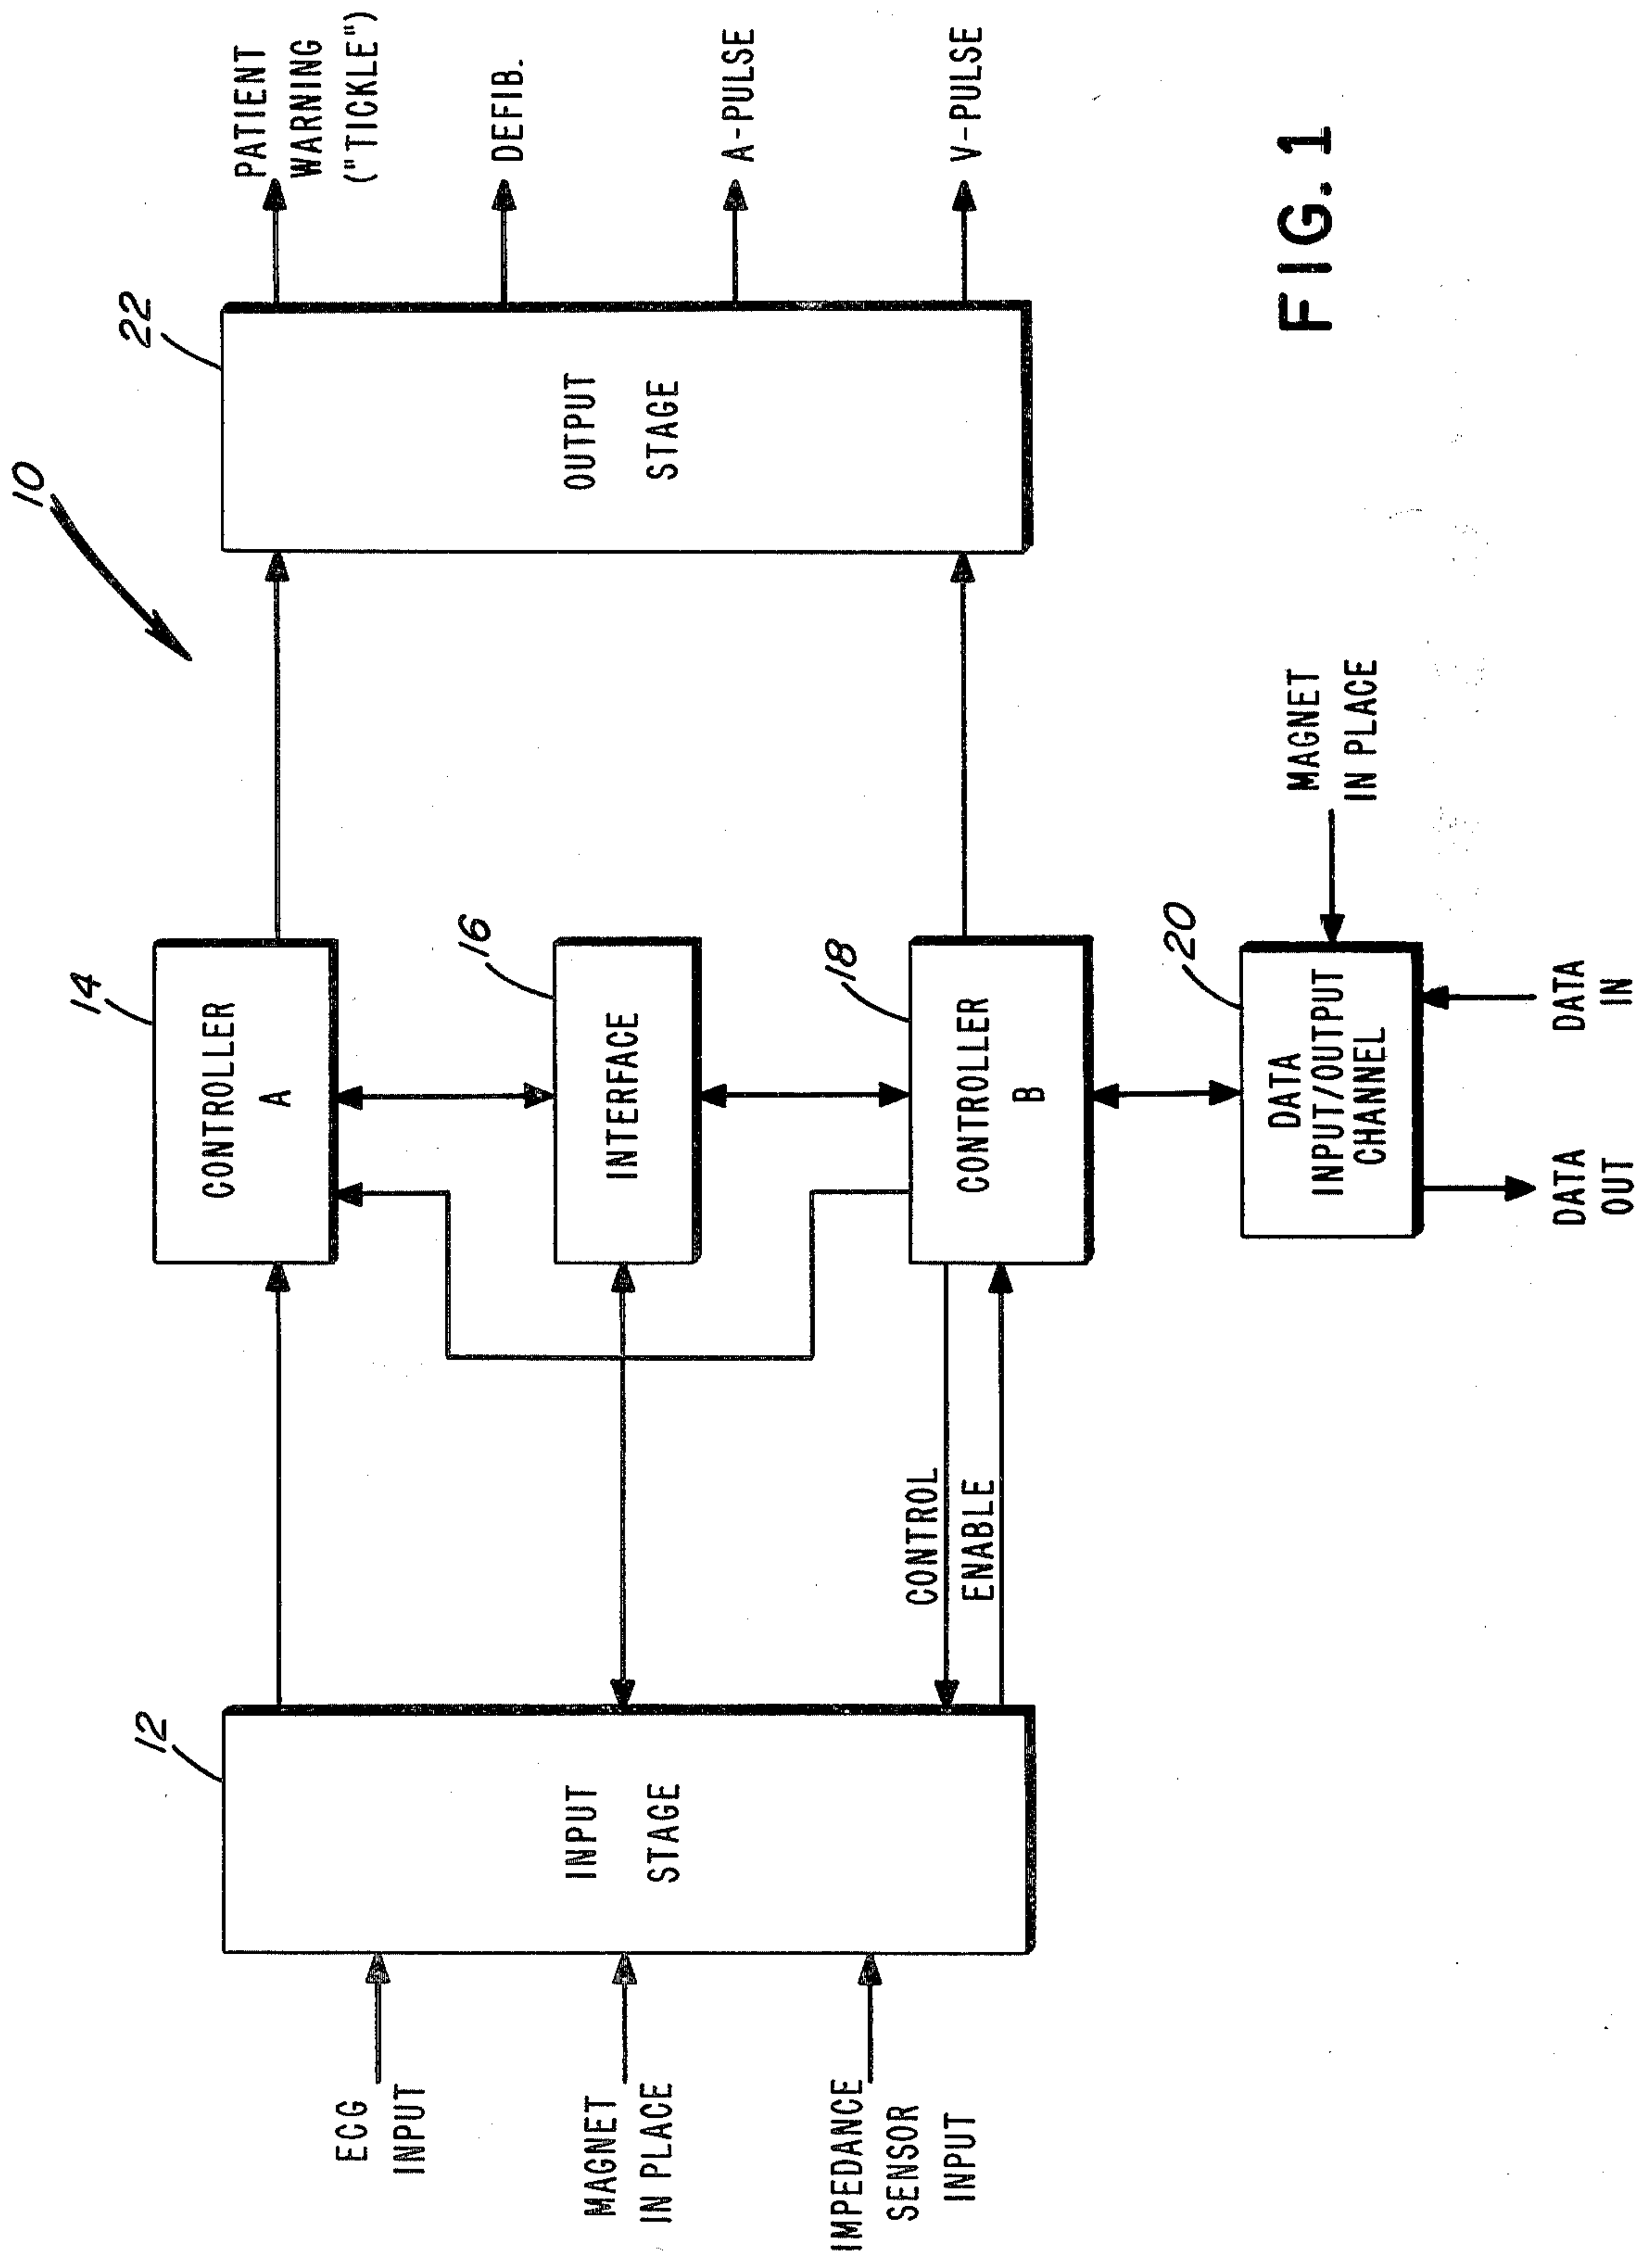 10
12
14
16
18
20
22
ECG
INPUT
MAGNET
IN PLACE
IMPEDANCE
SENSOR
INPUT
INPUT
STAGE
CONTROL
ENABLE
CONTROLLER
A
INTERFACE
CONTROLLER
B
DATA
INPUT/OUTPUT
CHANNEL
DATA
OUT
DATA
IN
MAGNET
IN PLACE
OUTPUT
STAGE
PATIENT
WARNING
("TICKLE")
DEFIB.
A-PULSE
V-PULSE
FIG. 1